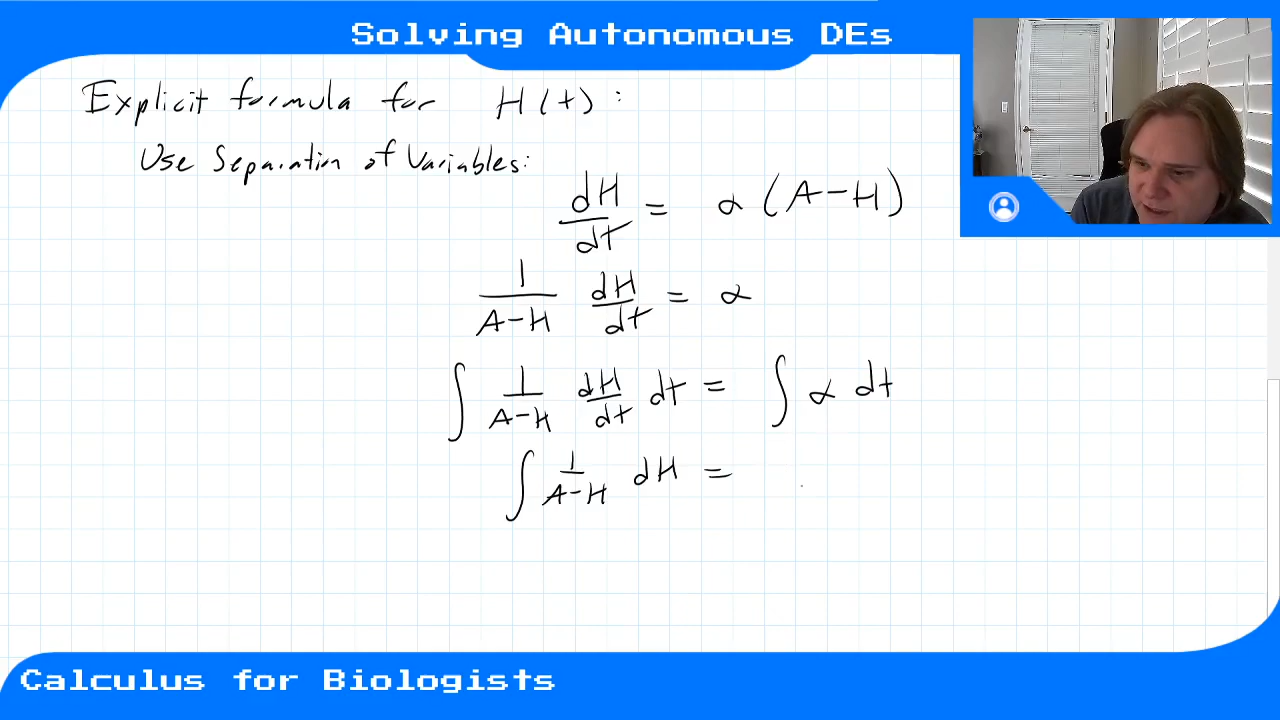 Solving Autonomous DEs
Explicit formula for H(t):
Use Separation of Variables:
dH/dt = α(A-H)
1/(A-H) dH/dt = α
∫ 1/(A-H) dH/dt dt = ∫ α dt
∫ 1/(A-H) dH =
Calculus for Biologists